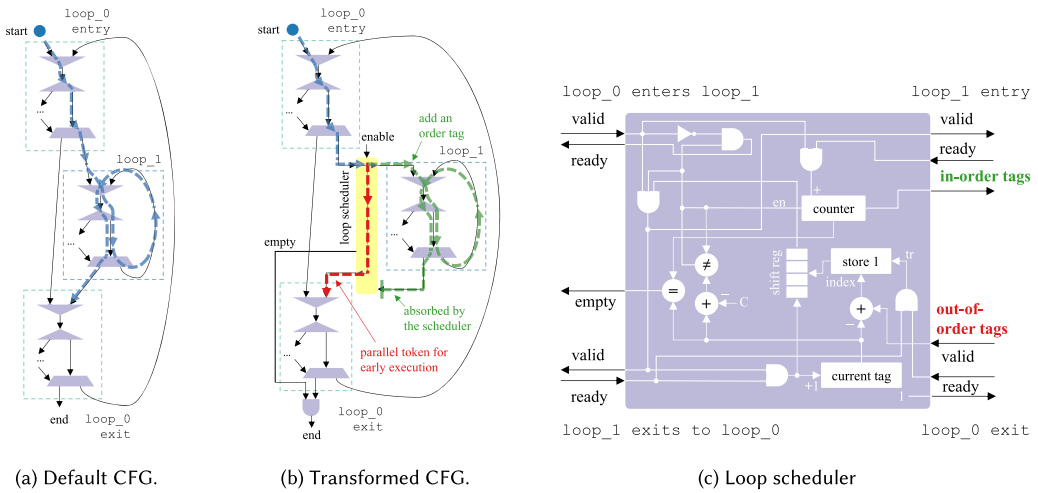 loop_0
entry
start
...
loop_1
...
...
end
loop_0
exit
(a) Default CFG.
loop_0
entry
start
...
add an
order tag
enable
loop_1
loop scheduler
...
empty
absorbed by
the scheduler
parallel token for
early execution
...
loop_0
exit
end
(b) Transformed CFG.
loop_0 enters loop_1
loop_1 entry
valid
ready
valid
ready
in-order tags
+
en
counter
≠
=
+
−
C
shift reg
store 1
index
tr
+
−
empty
out-of-
order tags
valid
ready
valid
ready
+1
current tag
1
loop_1 exits to loop_0
loop_0 exit
(c) Loop scheduler